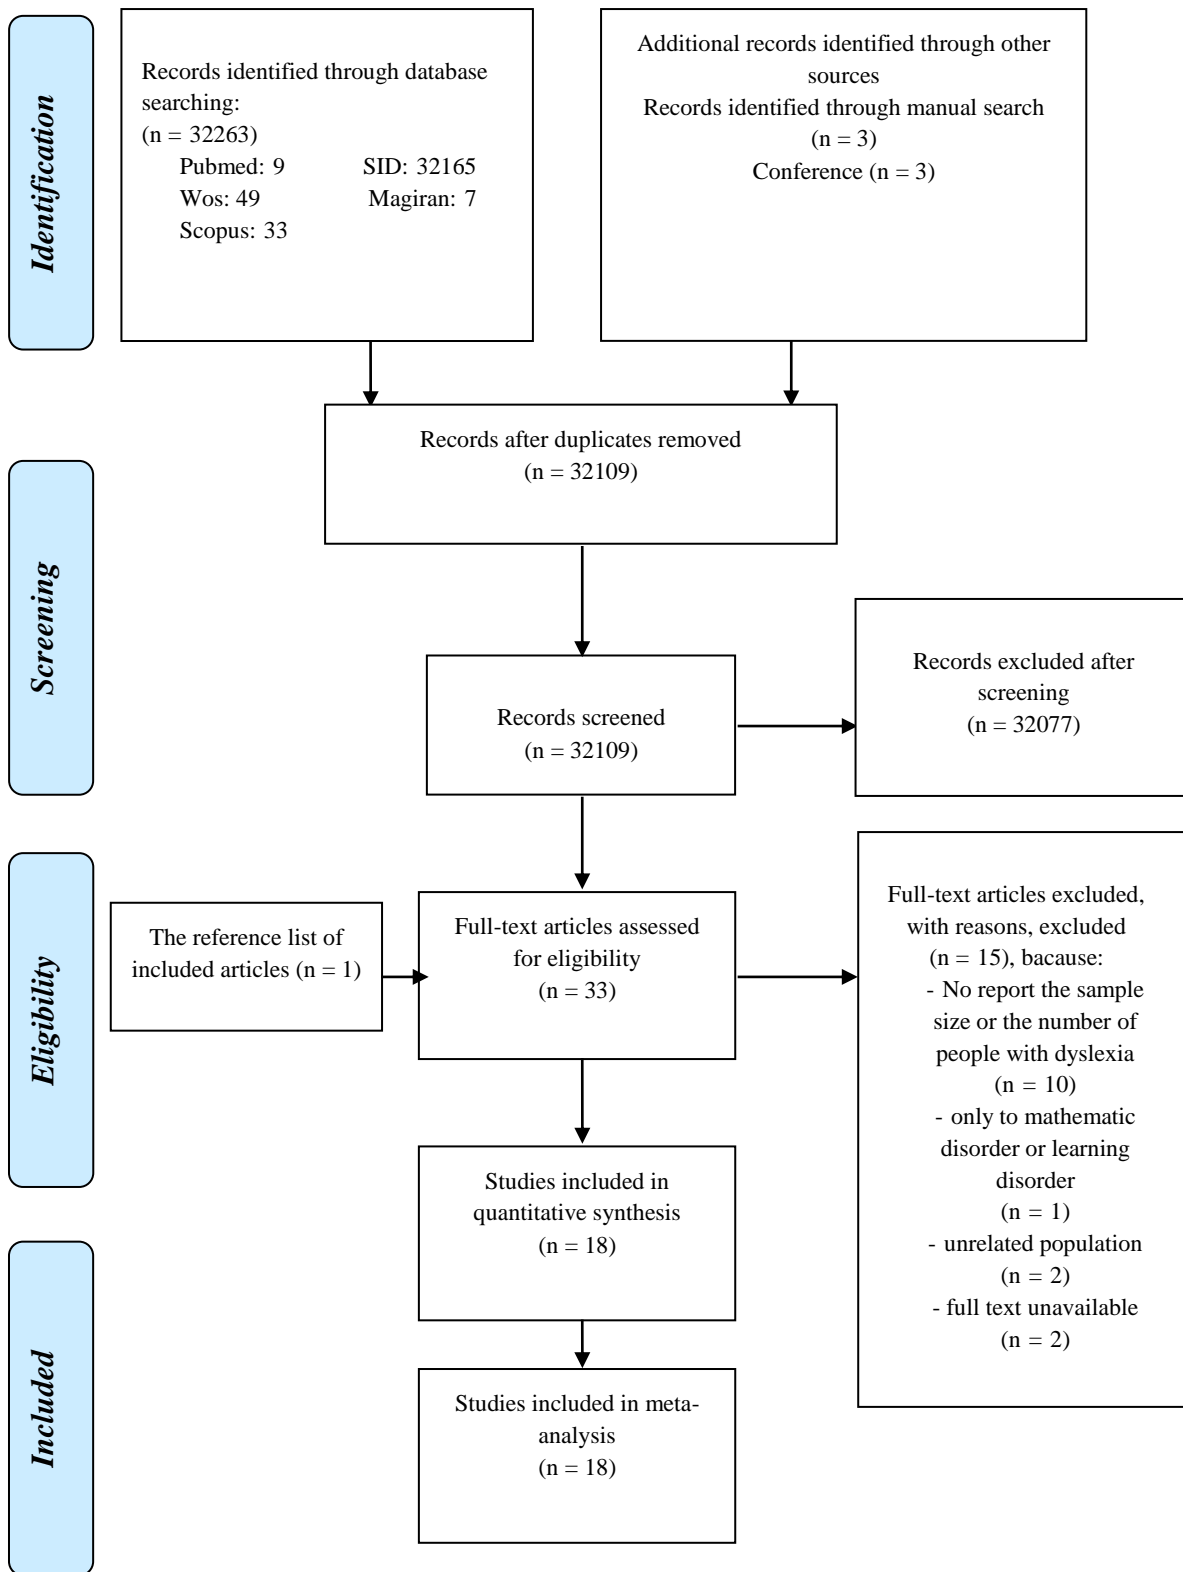 Identification
Records identified through database
searching:
(n = 32263)
Pubmed: 9 SID: 32165
Wos: 49 Magiran: 7
Scopus: 33
Additional records identified through other
sources
Records identified through manual search
(n = 3)
Conference (n = 3)
Records after duplicates removed
(n = 32109)
Screening
Records screened
(n = 32109)
Records excluded after
screening
(n = 32077)
Eligibility
The reference list of
included articles (n = 1)
Full-text articles assessed
for eligibility
(n = 33)
Full-text articles excluded,
with reasons, excluded
(n = 15), bacause:
- No report the sample
size or the number of
people with dyslexia
(n = 10)
- only to mathematic
disorder or learning
disorder
(n = 1)
- unrelated population
(n = 2)
- full text unavailable
(n = 2)
Studies included in
quantitative synthesis
(n = 18)
Included
Studies included in meta-
analysis
(n = 18)